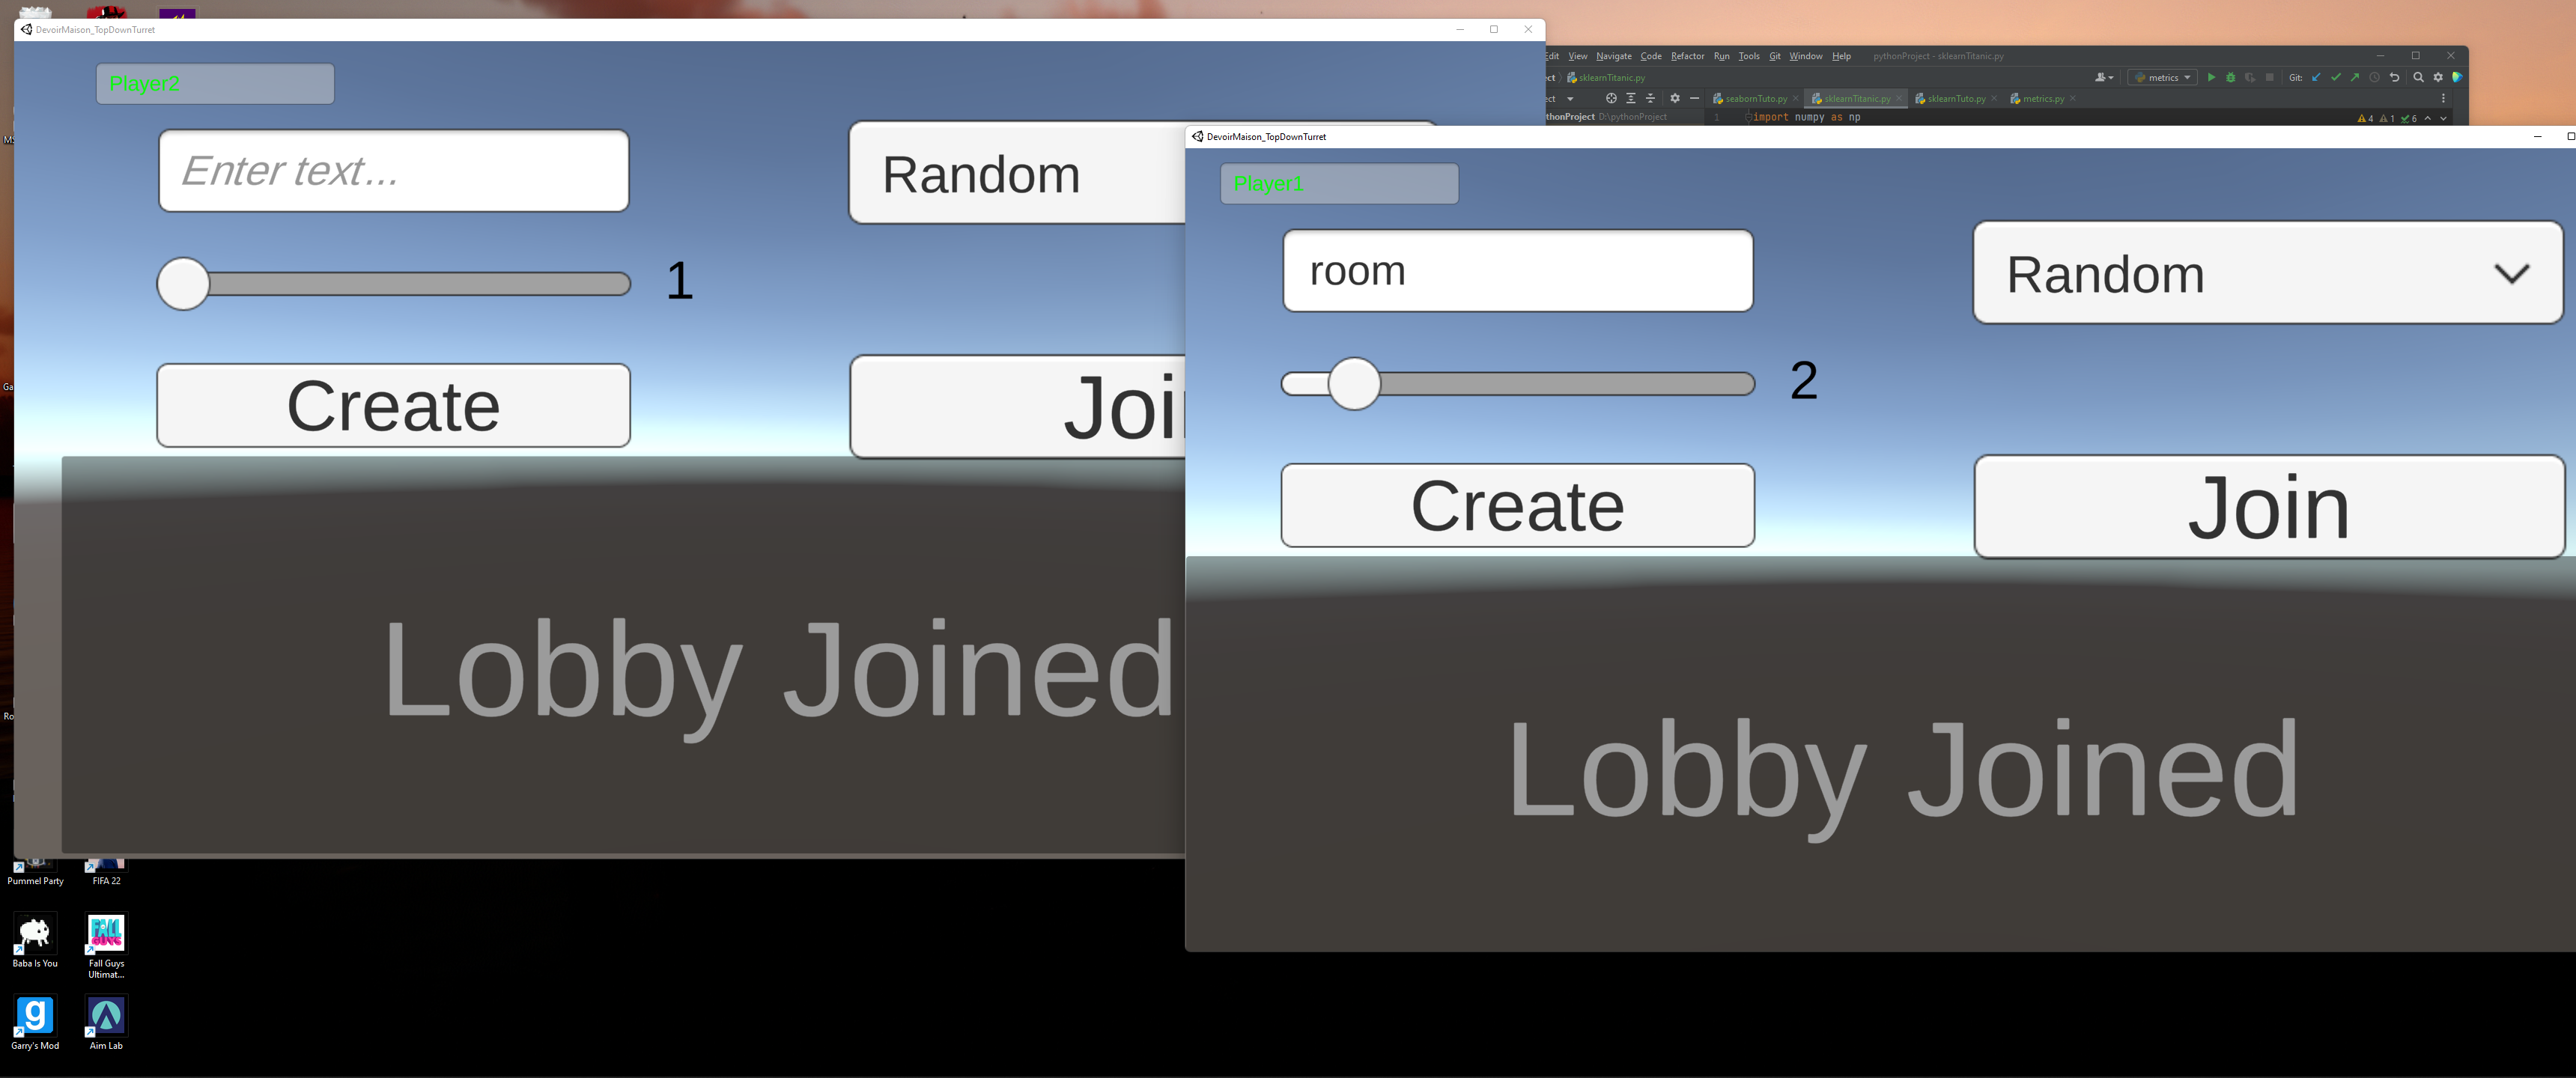 DevoirMaison_TopDownTurret
Player2
Enter text...
Random
1
Create
Joi
Lobby Joined
Edit View Navigate Code Refactor Run Tools Git Window Help pythonProject - sklearnTitanic.py
sklearnTitanic.py
metrics
Git:
seabornTuto.py
sklearnTitanic.py
sklearnTuto.py
metrics.py
D:\pythonProject
1 import numpy as np
4 1 6
DevoirMaison_TopDownTurret
Player1
room
Random
2
Create
Join
Lobby Joined
Pummel Party
FIFA 22
Baba Is You
FALL GUYS
Fall Guys
Ultimat...
g
Garry's Mod
Aim Lab